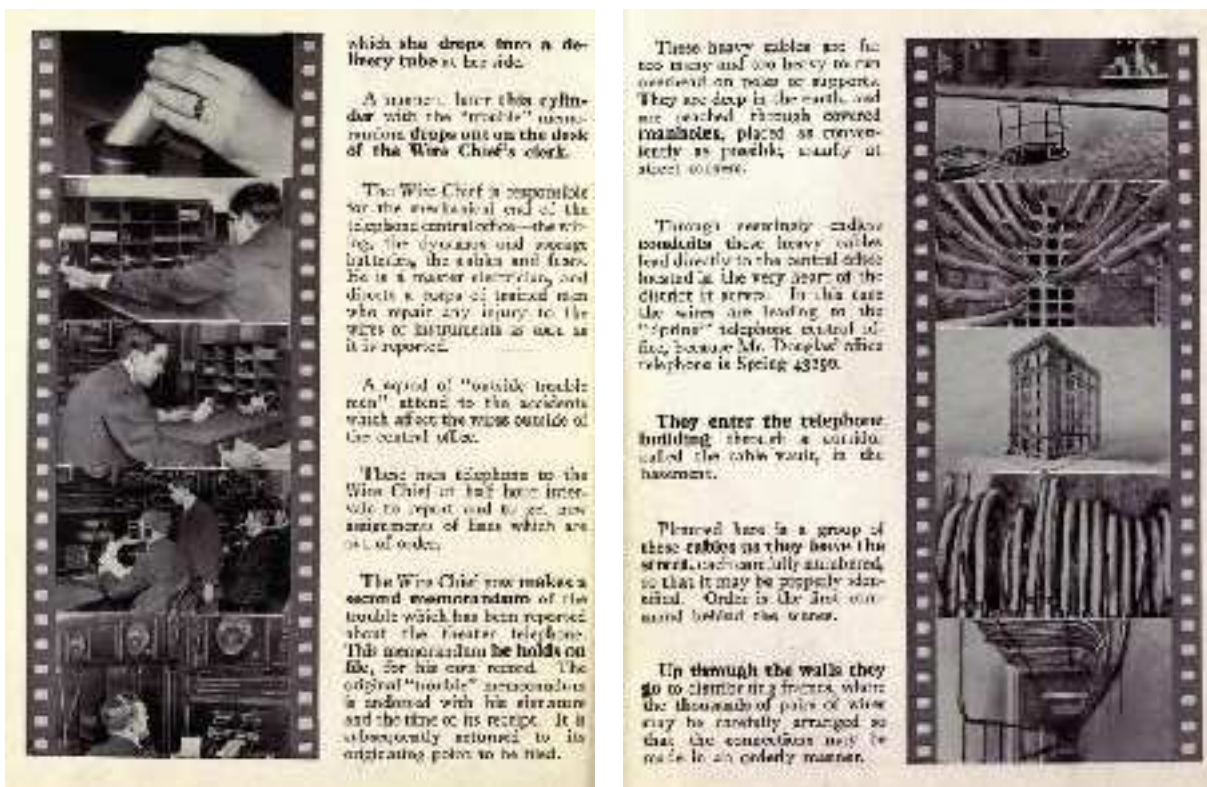 which she drops into a de-
livery tube at her side.
A moment later this cylin-
der with the "trouble" memo-
randum drops out on the desk
of the Wire Chief's clerk.
The Wire Chief is responsible
for the mechanical end of the
telephone central office—the wir-
ing, the dynamos and storage
batteries, the cables and fuses.
He is a master electrician, and
directs a corps of trained men
who repair any injury to the
wires or instruments as soon as
it is reported.
A squad of "outside trouble
men" attend to the accidents
which affect the wires outside of
the central office.
These men telephone to the
Wire Chief at half hour inter-
vals to report and to get new
assignments of lines which are
out of order.
The Wire Chief now makes a
second memorandum of the
trouble which has been reported
about the theater telephone.
This memorandum he holds on
file, for his own record. The
original "trouble" memorandum
is endorsed with his signature
and the time of its receipt. It is
subsequently returned to its
originating point to be filed.
These heavy cables are far
too many and too heavy to run
overhead on poles or supports.
They are deep in the earth, and
are reached through covered
manholes, placed as conven-
iently as possible, usually at
street corners.
Through seemingly endless
conduits these heavy cables
lead directly to the central office
located in the very heart of the
district it serves. In this case
the wires are leading to the
"Spring" telephone central of-
fice, because Mr. Douglas' office
telephone is Spring
They enter the telephone
building through a corridor
called the cable vault, in the
basement.
Pictured here is a group of
these cables as they leave the
street, each carefully numbered,
so that it may be properly iden-
tified. Order is the first com-
mand behind the scenes.
Up through the walls they
go to distributing frames, where
the thousands of pairs of wires
may be carefully arranged so
that the connections may be
made in an orderly manner.